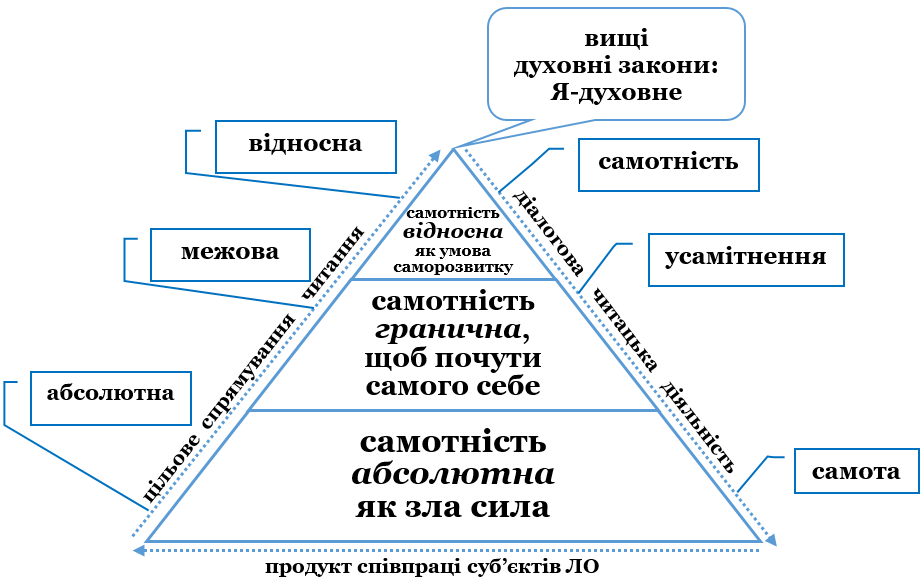 вищі
духовні закони:
Я-духовне
відносна
самотність
межова
усамітнення
абсолютна
самота
цільове спрямування читання
діалогова читацька діяльність
самотність
відносна
як умова
саморозвитку
самотність
гранична,
щоб почути
самого себе
самотність
абсолютна
як зла сила
продукт співпраці суб’єктів ЛО